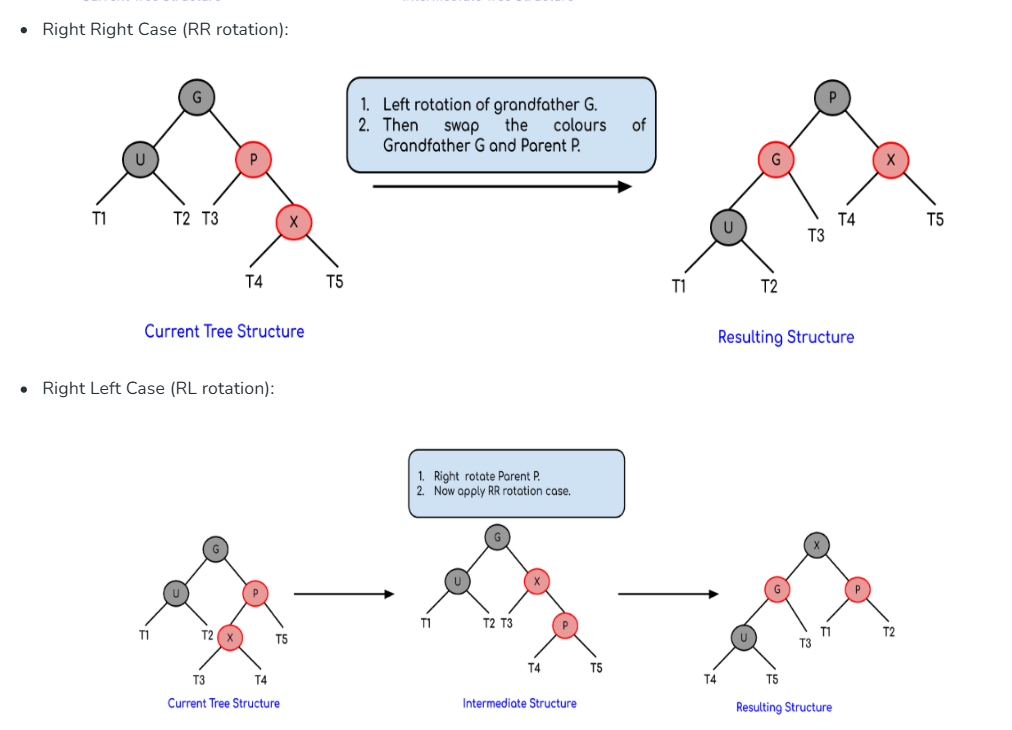 Right Right Case (RR rotation):
G
U
P
X
T1
T2
T3
T4
T5
Current Tree Structure
1. Left rotation of grandfather G.
2. Then swap the colours of
Grandfather G and Parent P.
P
G
X
U
T3
T4
T5
T1
T2
Resulting Structure
Right Left Case (RL rotation):
1. Right rotate Parent P.
2. Now apply RR rotation case.
G
U
P
T1
T2
X
T5
T3
T4
Current Tree Structure
G
U
X
T1
T2
T3
P
T4
T5
Intermediate Structure
X
G
P
U
T3
T1
T2
T4
T5
Resulting Structure